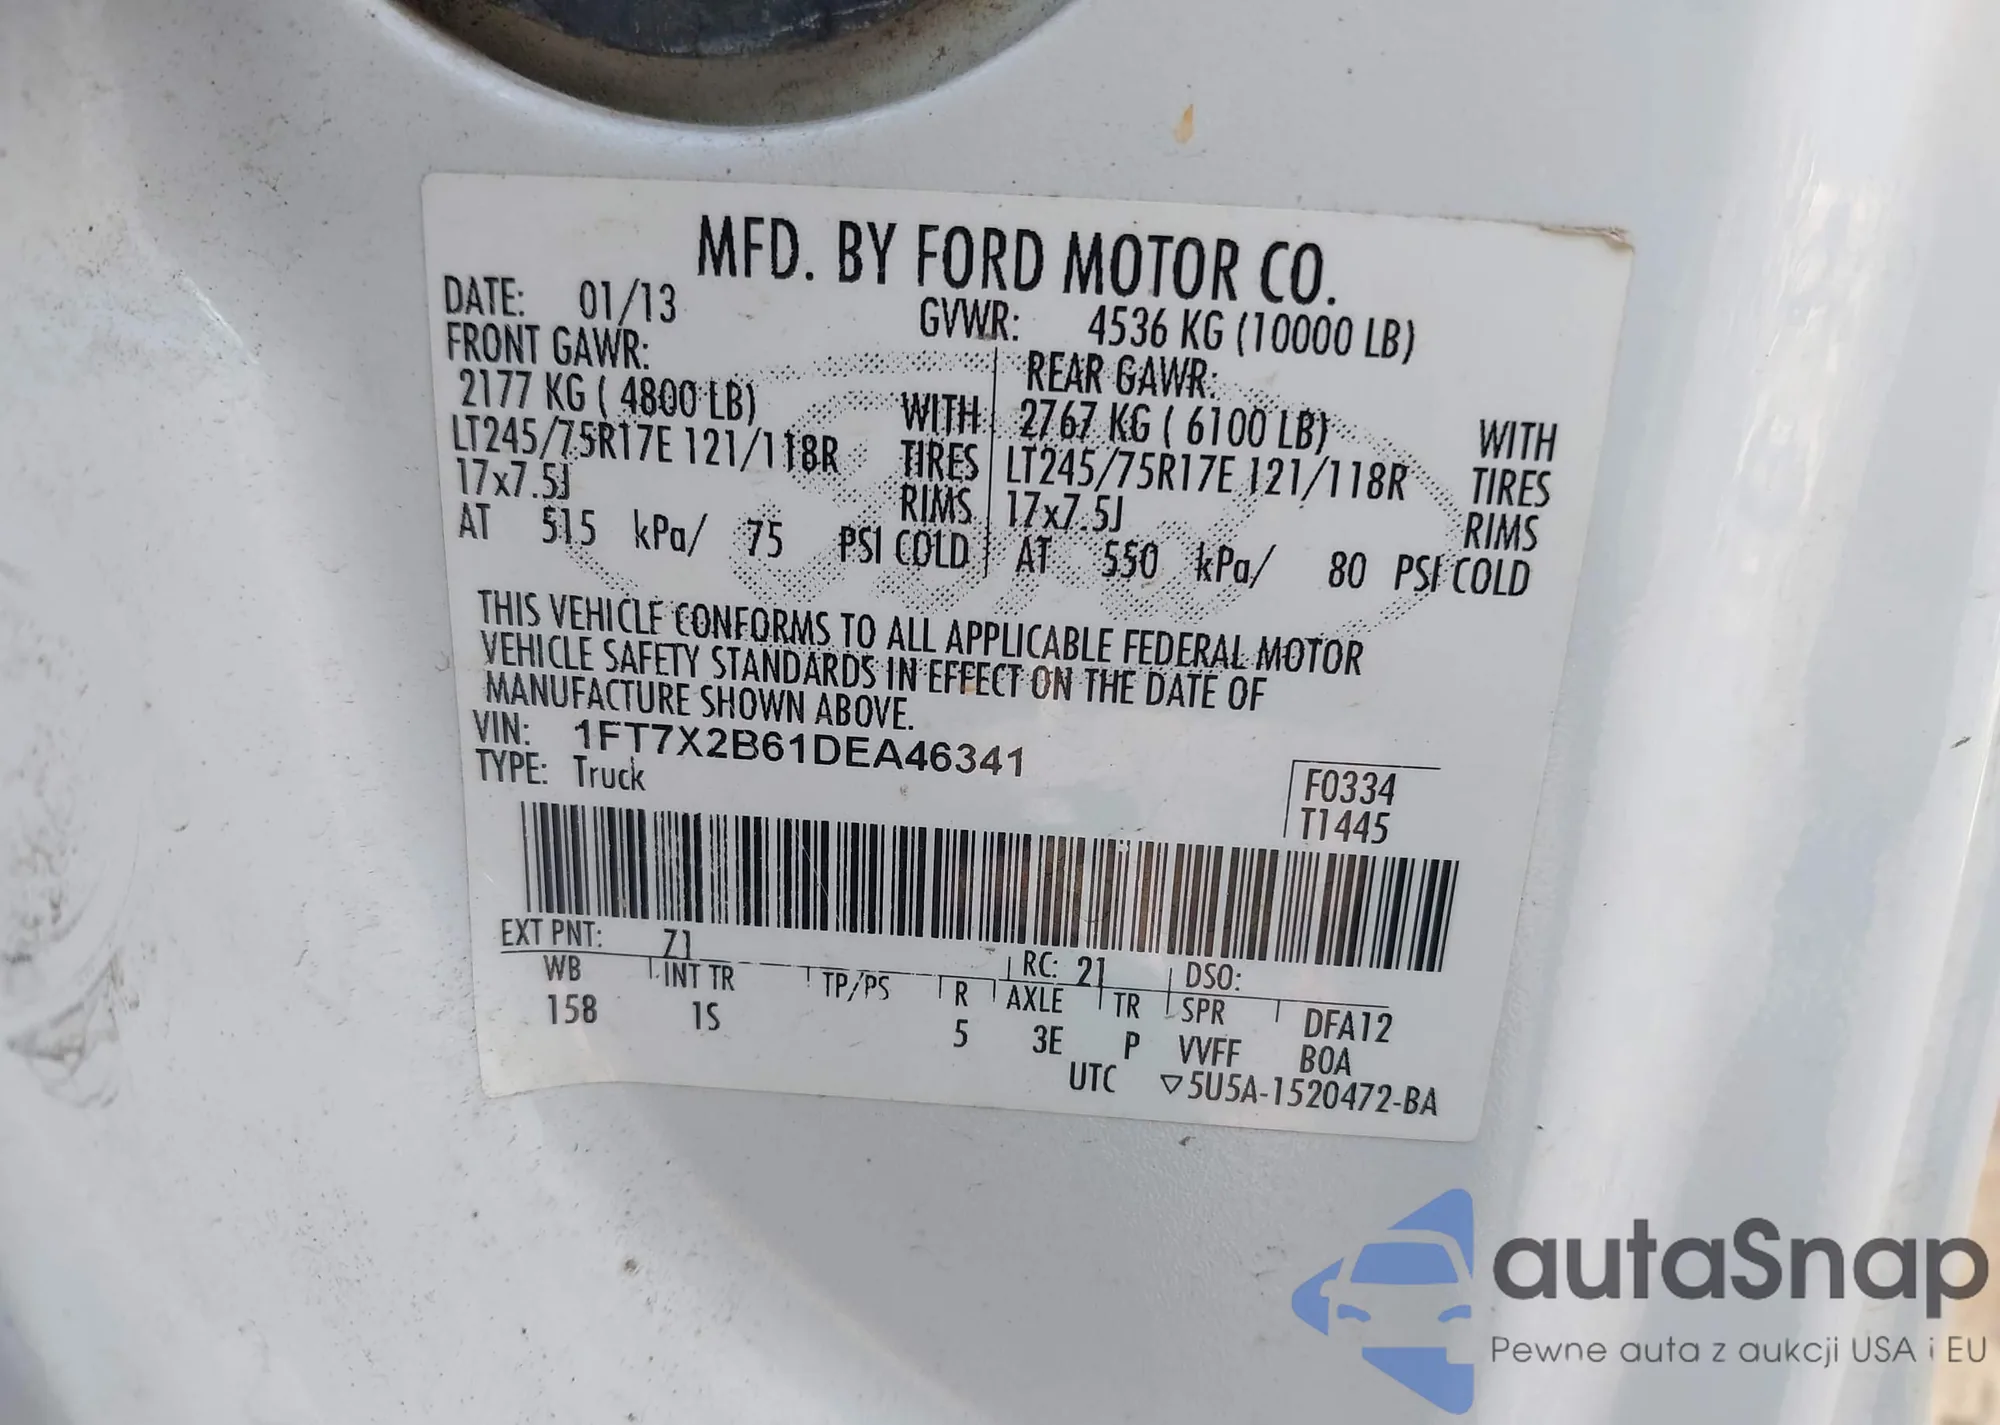 MFD. BY FORD MOTOR CO.
DATE: 01/13 GVWR: 4536 KG (10000 LB)
FRONT GAWR: REAR GAWR:
2177 KG ( 4800 LB) WITH 2767 KG ( 6100 LB) WITH
LT245/75R17E 121/118R TIRES LT245/75R17E 121/118R TIRES
17x7.5J RIMS 17x7.5J RIMS
AT 515 kPa/ 75 PSI COLD AT 550 kPa/ 80 PSI COLD
THIS VEHICLE CONFORMS TO ALL APPLICABLE FEDERAL MOTOR
VEHICLE SAFETY STANDARDS IN EFFECT ON THE DATE OF
MANUFACTURE SHOWN ABOVE.
VIN: 1FT7X2B61DEA46341
TYPE: Truck
F0334
T1445
EXT PNT: Z1 RC: 21 DSO:
WB INT TR TP/PS R AXLE TR SPR DFA12
158 1S 5 3E P VVFF B0A
UTC ▽5U5A-1520472-BA
autaSnap
Pewne auta z aukcji USA i EU